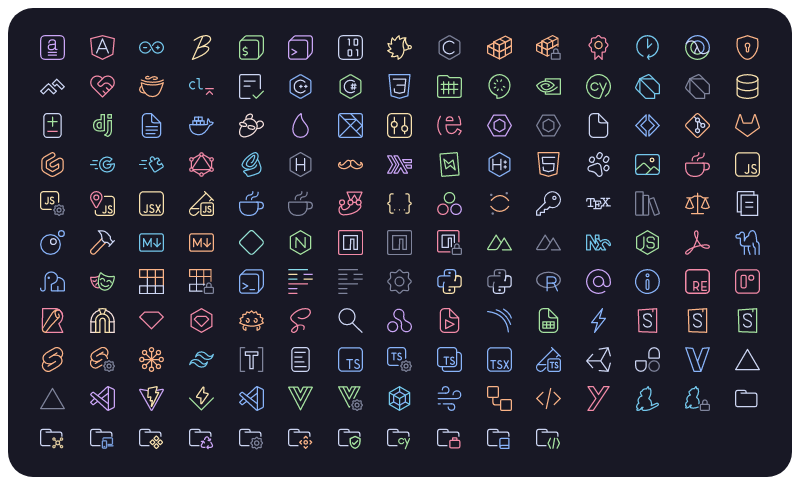 a A B $ 10 01 C
cl C++ C# 3 cy
dj e
G H H: 5 JS
JS JS JSX JS {..} TEX
M M N Nx JS
>_ R @ i RE
S S S
T TS TS TS TSX TS V
Y
cy </>